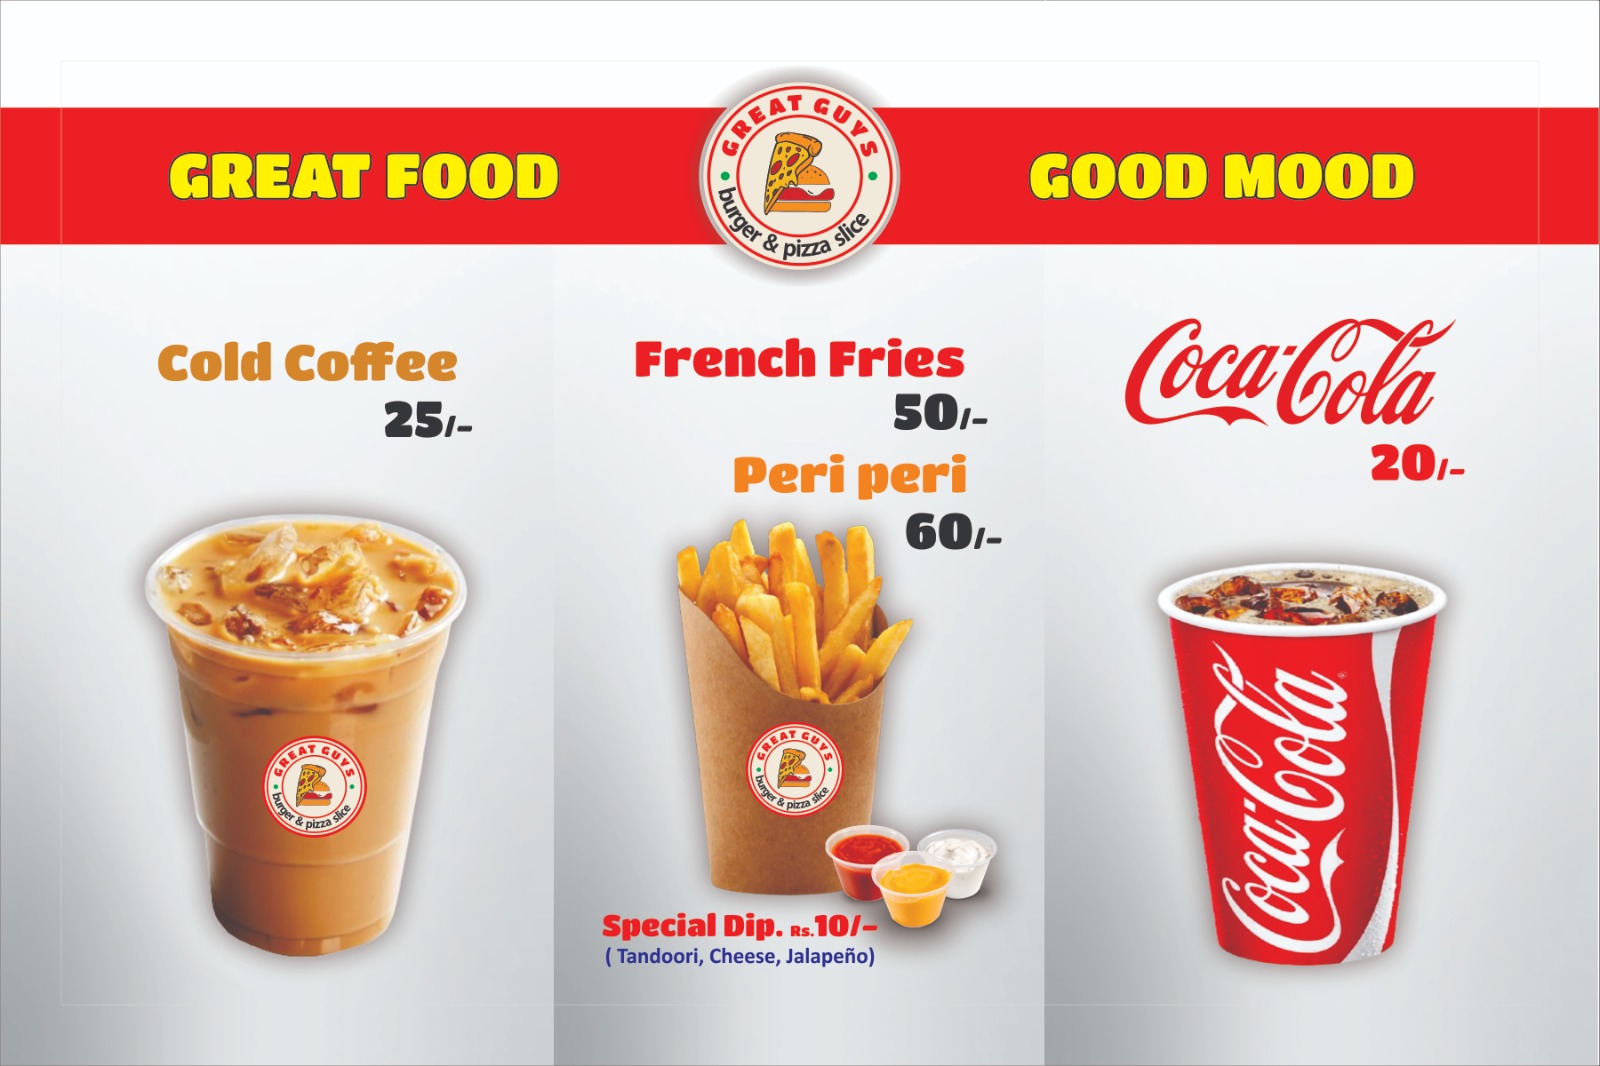 GREAT FOOD
GREAT GUYS
burger & pizza slice
GOOD MOOD
Cold Coffee
25/-
French Fries
50/-
Peri peri
60/-
Coca-Cola
20/-
GREAT GUYS
burger & pizza slice
GREAT GUYS
burger & pizza slice
Coca-Cola
Special Dip. Rs.10/-
( Tandoori, Cheese, Jalapeño)